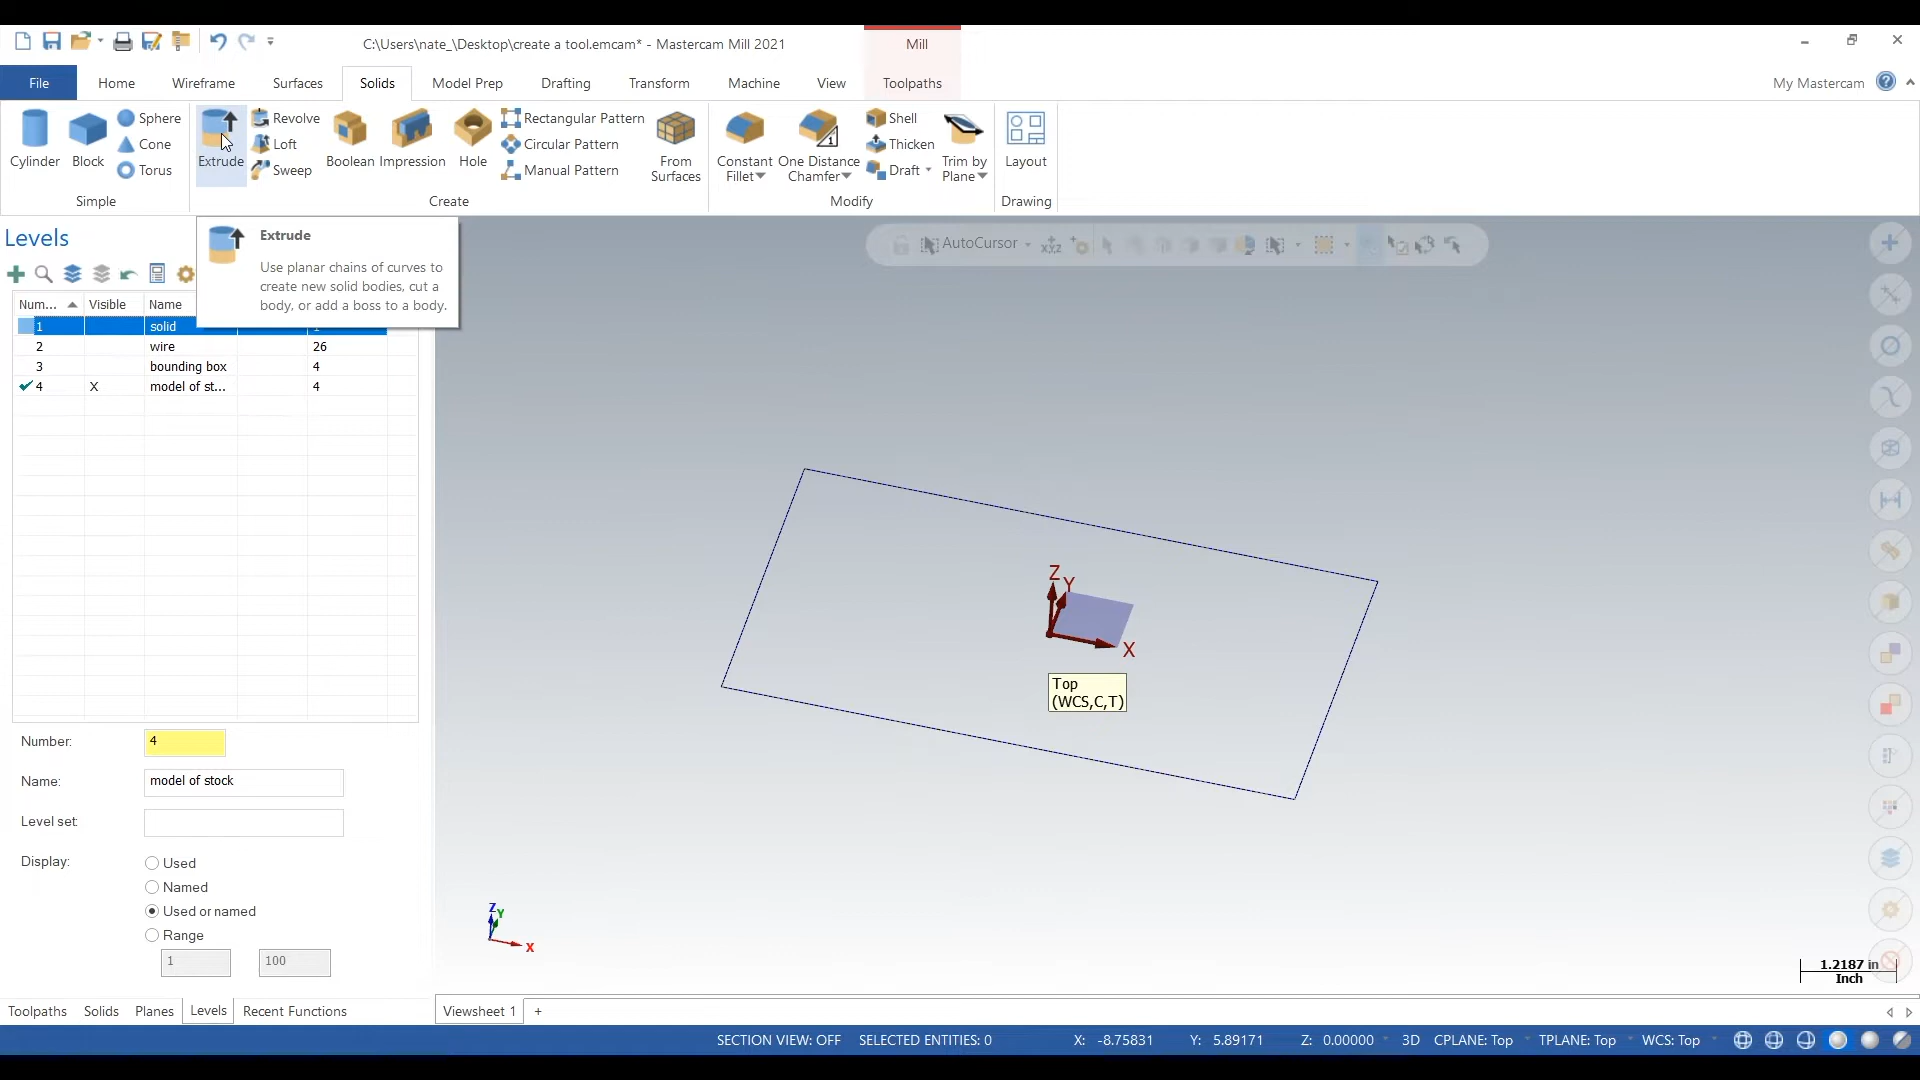 C:\Users\nate_\Desktop\create a tool.emcam* - Mastercam Mill 2021
Mill
File
Home
Wireframe
Surfaces
Solids
Model Prep
Drafting
Transform
Machine
View
Toolpaths
My Mastercam
Cylinder
Block
Sphere
Cone
Torus
Simple
Extrude
Revolve
Loft
Sweep
Boolean
Impression
Hole
Rectangular Pattern
Circular Pattern
Manual Pattern
From
Surfaces
Create
Constant
Fillet
One Distance
Chamfer
Shell
Thicken
Draft
Trim by
Plane
Modify
Layout
Drawing
Levels
Extrude
Use planar chains of curves to
create new solid bodies, cut a
body, or add a boss to a body.
AutoCursor
Num... Visible Name
1 solid
2 wire 26
3 bounding box 4
4 X model of st... 4
Number: 4
Name: model of stock
Level set:
Display:
Used
Named
Used or named
Range
1 100
Z
Y
X
Top
(WCS,C,T)
Z
Y
X
1.2187 in
Inch
Toolpaths
Solids
Planes
Levels
Recent Functions
Viewsheet 1
+
SECTION VIEW: OFF SELECTED ENTITIES: 0 X: -8.75831 Y: 5.89171 Z: 0.00000 3D CPLANE: Top TPLANE: Top WCS: Top